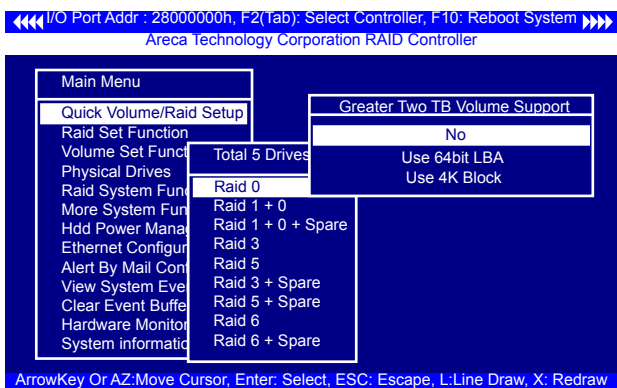 I/O Port Addr : 28000000h, F2(Tab): Select Controller, F10: Reboot System
Areca Technology Corporation RAID Controller
Main Menu
Quick Volume/Raid Setup
Raid Set Function
Volume Set Funct
Physical Drives
Raid System Func
More System Fun
Hdd Power Mana
Ethernet Configur
Alert By Mail Con
View System Eve
Clear Event Buffe
Hardware Monitor
System informatio
Total 5 Drives
Raid 0
Raid 1 + 0
Raid 1 + 0 + Spare
Raid 3
Raid 5
Raid 3 + Spare
Raid 5 + Spare
Raid 6
Raid 6 + Spare
Greater Two TB Volume Support
No
Use 64bit LBA
Use 4K Block
ArrowKey Or AZ:Move Cursor, Enter: Select, ESC: Escape, L:Line Draw, X: Redraw